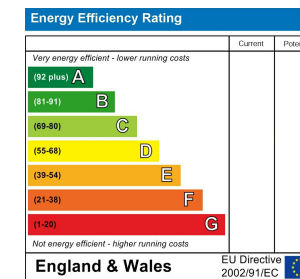 Energy Efficiency Rating
Current Poten
Very energy efficient - lower running costs
(92 plus) A
(81-91) B
(69-80) C
(55-68) D
(39-54) E
(21-38) F
(1-20) G
Not energy efficient - higher running costs
England & Wales
EU Directive
2002/91/EC